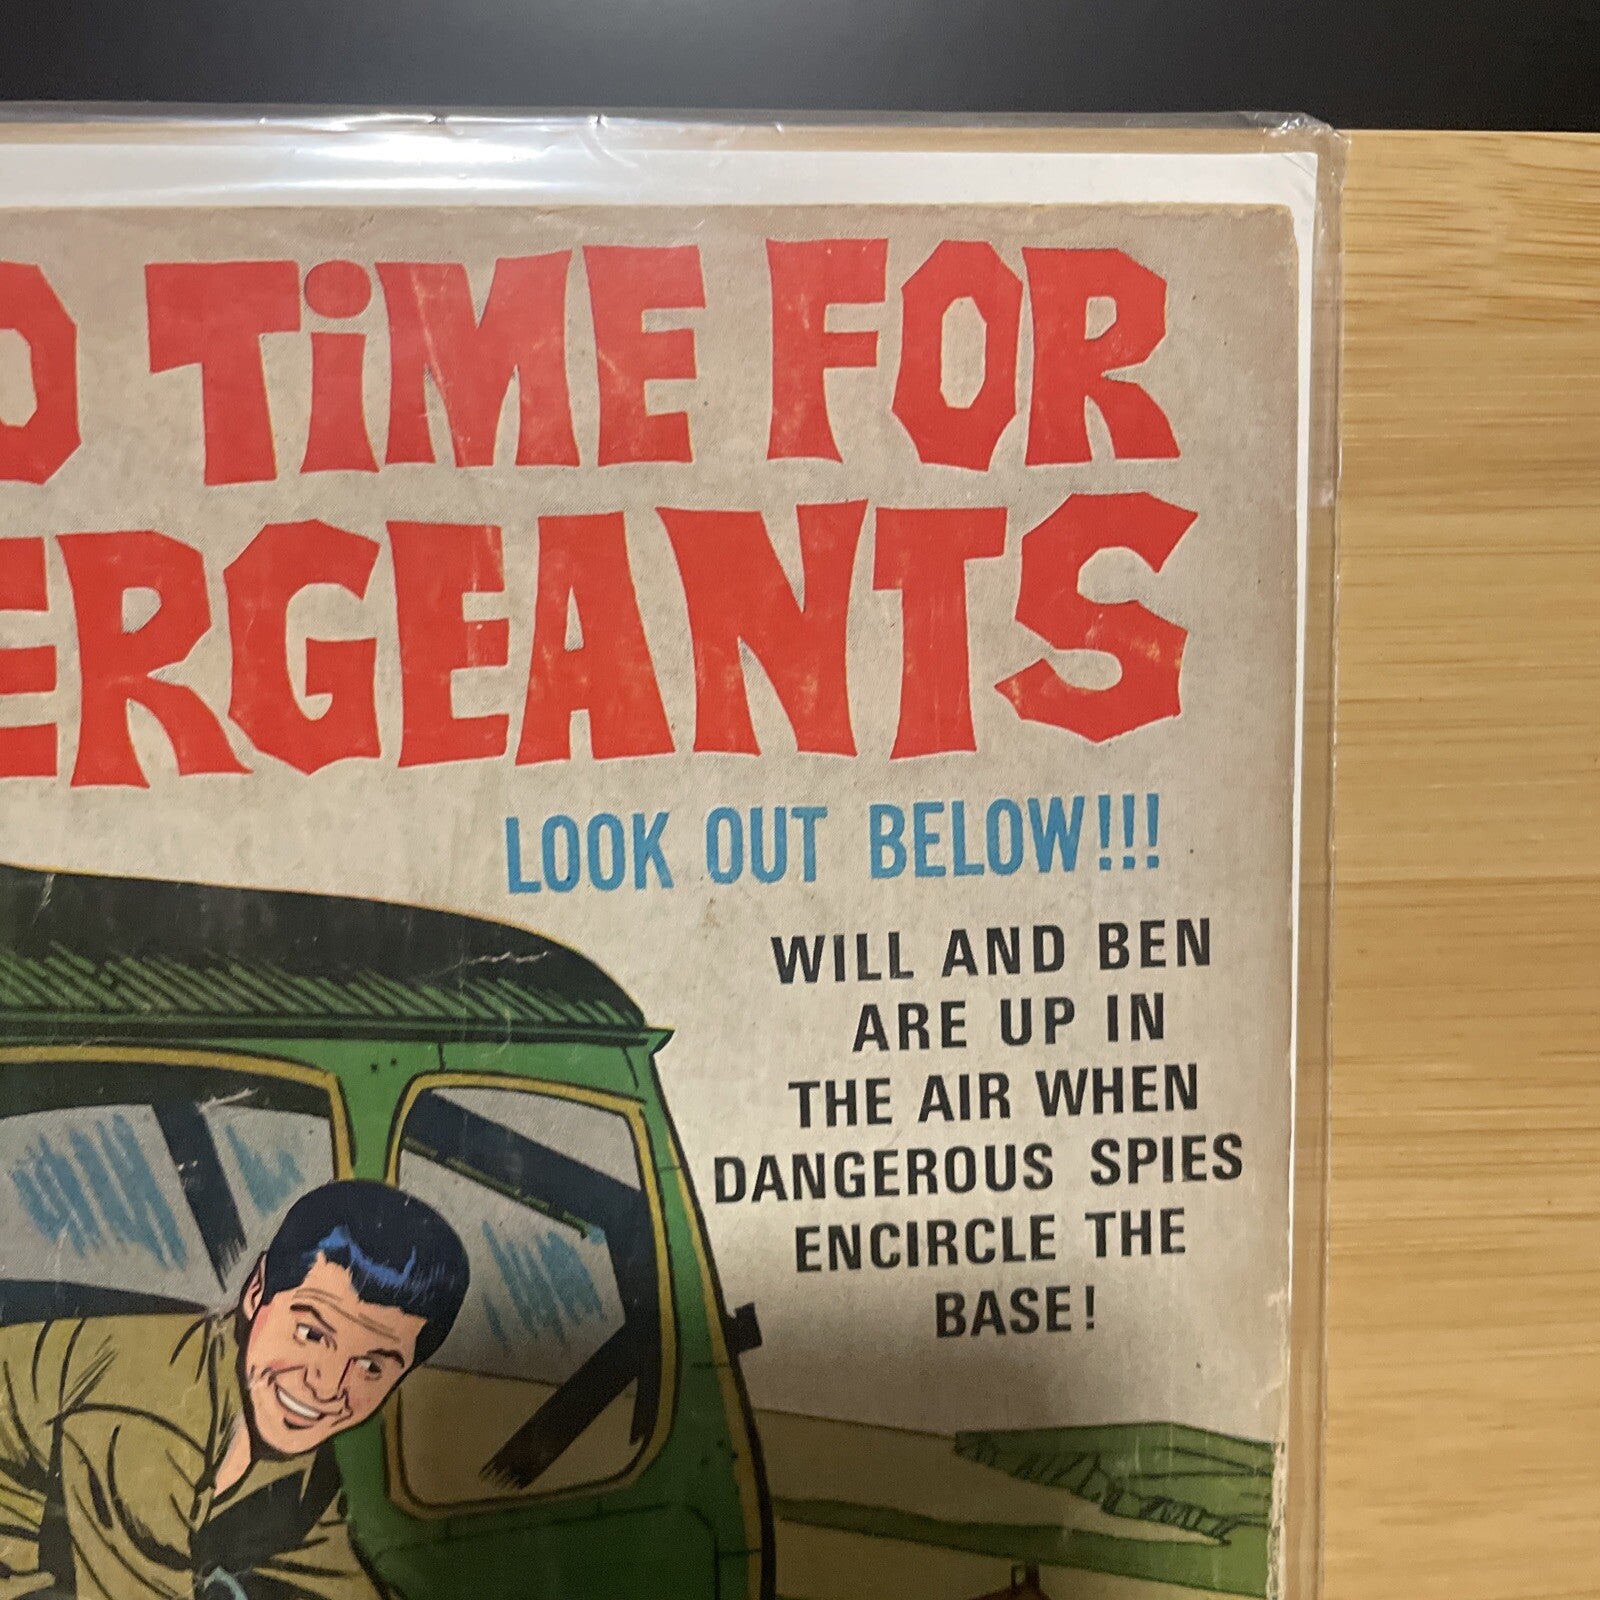 O TiME FOR
ERGEANTS
LOOK OUT BELOW!!!
WILL AND BEN
ARE UP IN
THE AIR WHEN
DANGEROUS SPIES
ENCIRCLE THE
BASE!